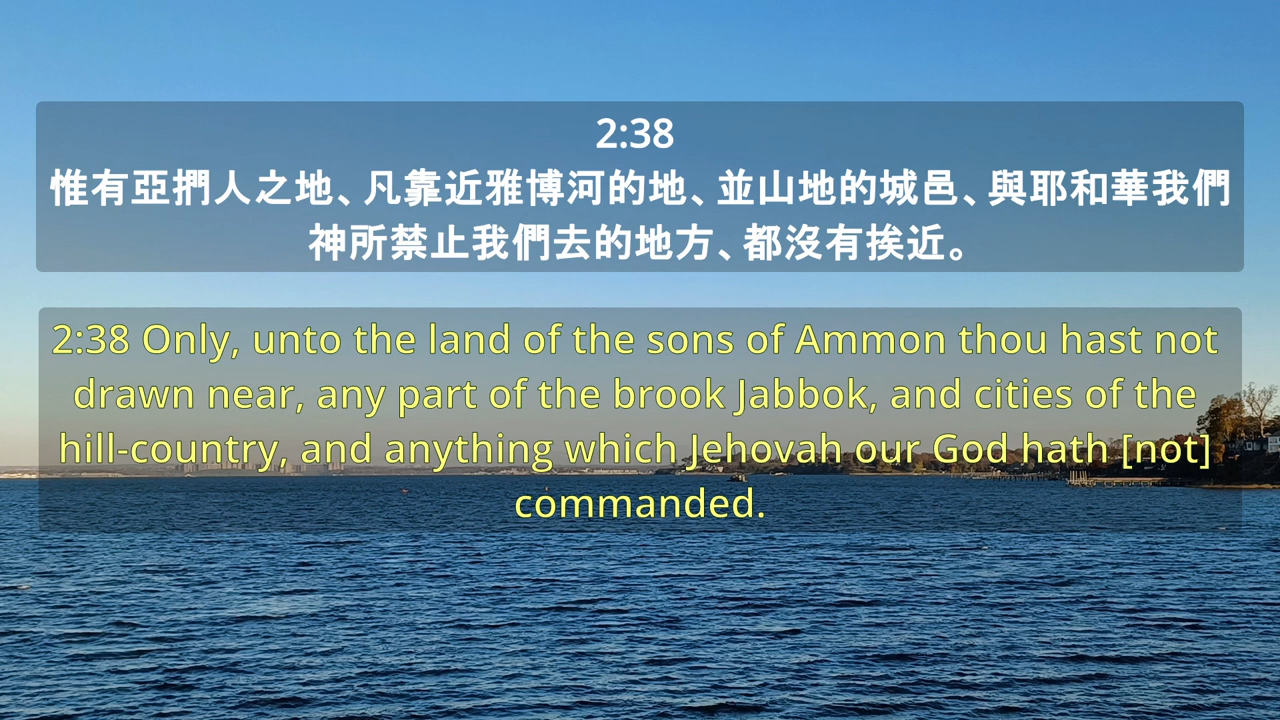 2:38
惟有亞捫人之地、凡靠近雅博河的地、並山地的城邑、與耶和華我們
神所禁止我們去的地方、都沒有挨近。
2:38 Only, unto the land of the sons of Ammon thou hast not
drawn near, any part of the brook Jabbok, and cities of the
hill-country, and anything which Jehovah our God hath [not]
commanded.